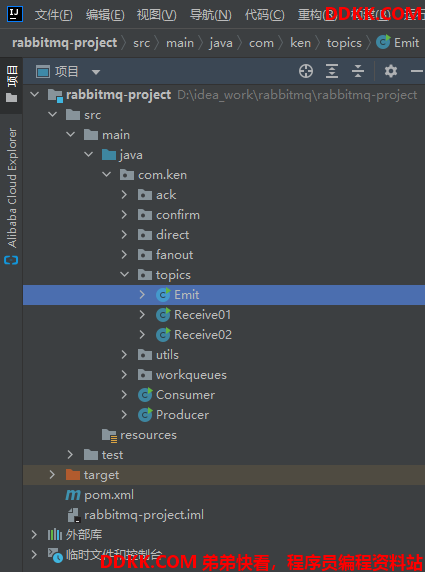 IJ 文件(F) 编辑(E) 视图(V) 导航(N) 代码(C) 重构(R)
DDKK.COM
rabbitmq-project 〉 src 〉 main 〉 java 〉 com 〉 ken 〉 topics 〉 Emit
项目
Alibaba Cloud Explorer
项目
rabbitmq-project D:\idea_work\rabbitmq\rabbitmq-project
src
main
java
com.ken
ack
confirm
direct
fanout
topics
Emit
Receive01
Receive02
utils
workqueues
Consumer
Producer
resources
test
target
pom.xml
rabbitmq-project.iml
外部库
临时文件和控制台
DDKK.COM 弟弟快看，程序员编程资料站